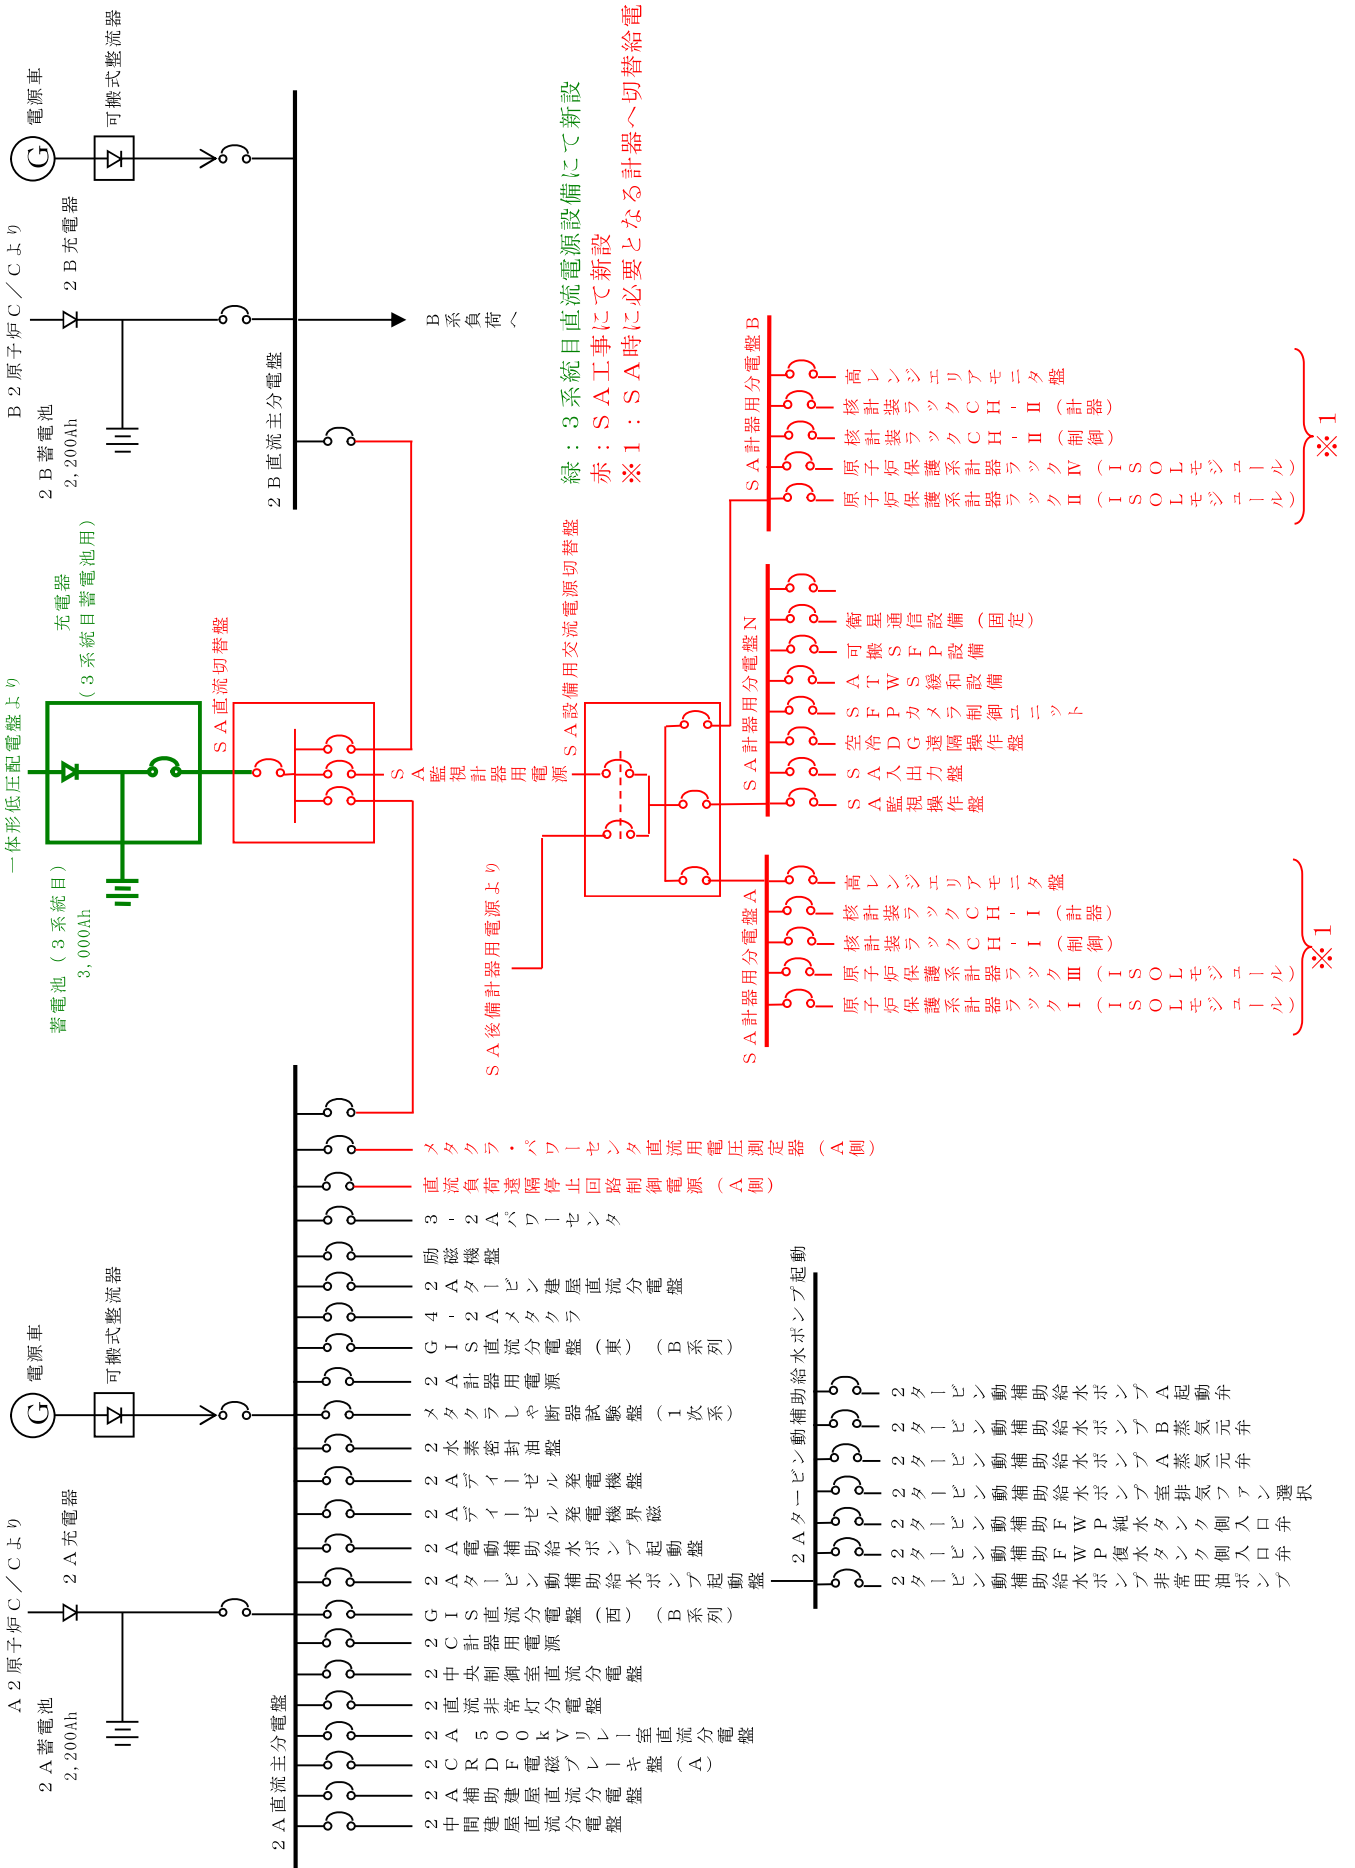 A2原子炉C/Cより
2A充電器
2A蓄電池
2,200Ah
電源車
G
可搬式整流器
2A直流主分電盤
2中間建屋直流分電盤
2A補助建屋直流分電盤
2CRDF電磁ブレーキ盤(A)
2A 500kVリレー室直流分電盤
2直流非常灯分電盤
2中央制御室直流分電盤
2C計器用電源
GIS直流分電盤(西) (B系列)
2Aタービン動補助給水ポンプ起動盤
2A電動補助給水ポンプ起動盤
2Aディーゼル発電機界磁
2Aディーゼル発電機盤
2水素密封油盤
メタクラしや断器試験盤(1次系)
2A計器用電源
GIS直流分電盤(東) (B系列)
4-2Aメタクラ
2Aタービン建屋直流分電盤
励磁機盤
3-2Aパワーセンタ
直流負荷遠隔停止回路制御電源(A側)
メタクラ・パワーセンタ直流用電圧測定器(A側)
2Aタービン動補助給水ポンプ起動
2タービン動補助給水ポンプ非常用油ポンプ
2タービン動補助FWP復水タンク側入口弁
2タービン動補助FWP純水タンク側入口弁
2タービン動補助給水ポンプ室排気ファン選択
2タービン動補助給水ポンプA蒸気元弁
2タービン動補助給水ポンプB蒸気元弁
2タービン動補助給水ポンプA起動弁
一体形低圧配電盤より
蓄電池(3系統目)
3,000Ah
充電器
(3系統目蓄電池用)
SA直流切替盤
SA監視計器用電源
SA後備計器用電源より
SA設備用交流電源切替盤
SA計器用分電盤A
原子炉保護系計器ラックⅠ(ISOLモジュール)
原子炉保護系計器ラックⅢ(ISOLモジュール)
核計装ラックCH-Ⅰ(制御)
核計装ラックCH-Ⅰ(計器)
高レンジエリアモニタ盤
※1
SA計器用分電盤N
SA監視操作盤
SA入出力盤
空冷DG遠隔操作盤
SFPカメラ制御ユニット
ATWS緩和設備
可搬SFP設備
衛星通信設備(固定)
SA計器用分電盤B
原子炉保護系計器ラックⅡ(ISOLモジュール)
原子炉保護系計器ラックⅣ(ISOLモジュール)
核計装ラックCH-Ⅱ(制御)
核計装ラックCH-Ⅱ(計器)
高レンジエリアモニタ盤
※1
B2原子炉C/Cより
2B充電器
2B蓄電池
2,200Ah
電源車
G
可搬式整流器
2B直流主分電盤
B系負荷へ
緑:3系統目直流電源設備にて新設
赤:SA工事にて新設
※1:SA時に必要となる計器へ切替給電